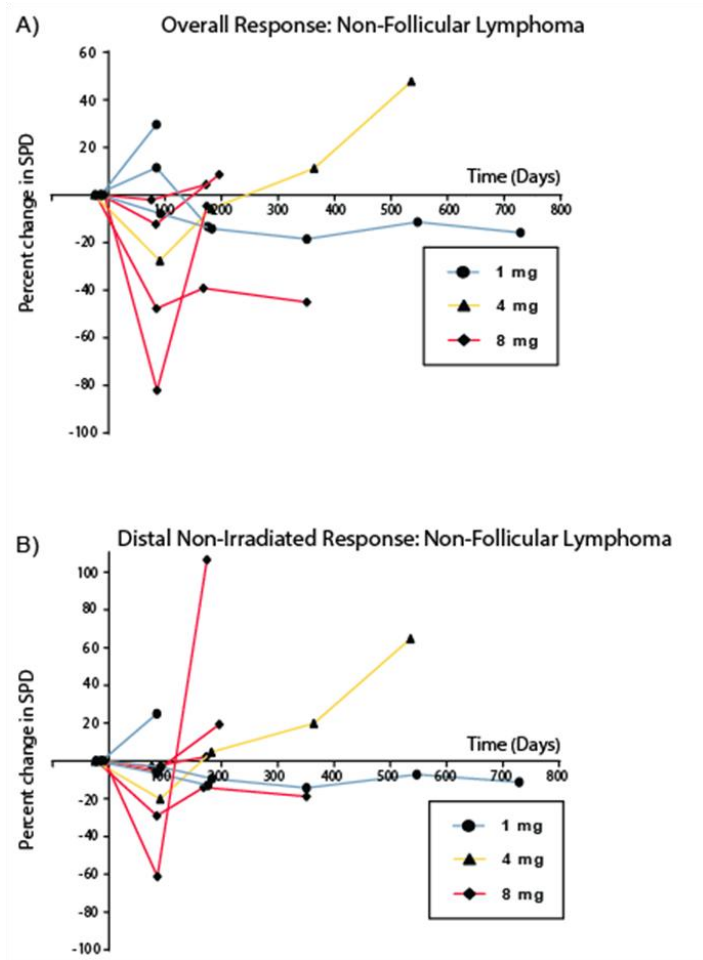 A)
Overall Response: Non-Follicular Lymphoma
60
40
20
-20
-40
-60
-80
-100
Percent change in SPD
Time (Days)
100 200 300 400 500 600 700 800
1 mg
4 mg
8 mg
B)
Distal Non-Irradiated Response: Non-Follicular Lymphoma
100
80
60
40
20
-20
-40
-60
-80
-100
Percent change in SPD
Time (Days)
100 200 300 400 500 600 700 800
1 mg
4 mg
8 mg